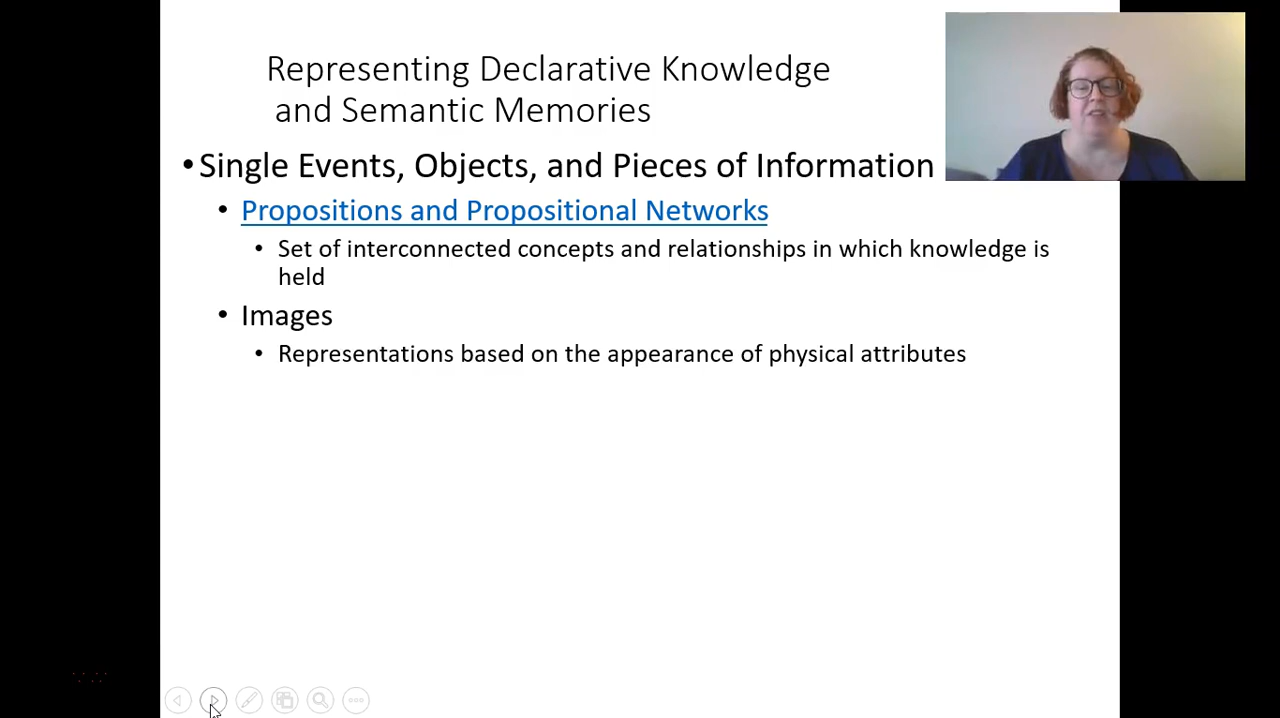 Representing Declarative Knowledge
and Semantic Memories
• Single Events, Objects, and Pieces of Information
• Propositions and Propositional Networks
• Set of interconnected concepts and relationships in which knowledge is
held
• Images
• Representations based on the appearance of physical attributes